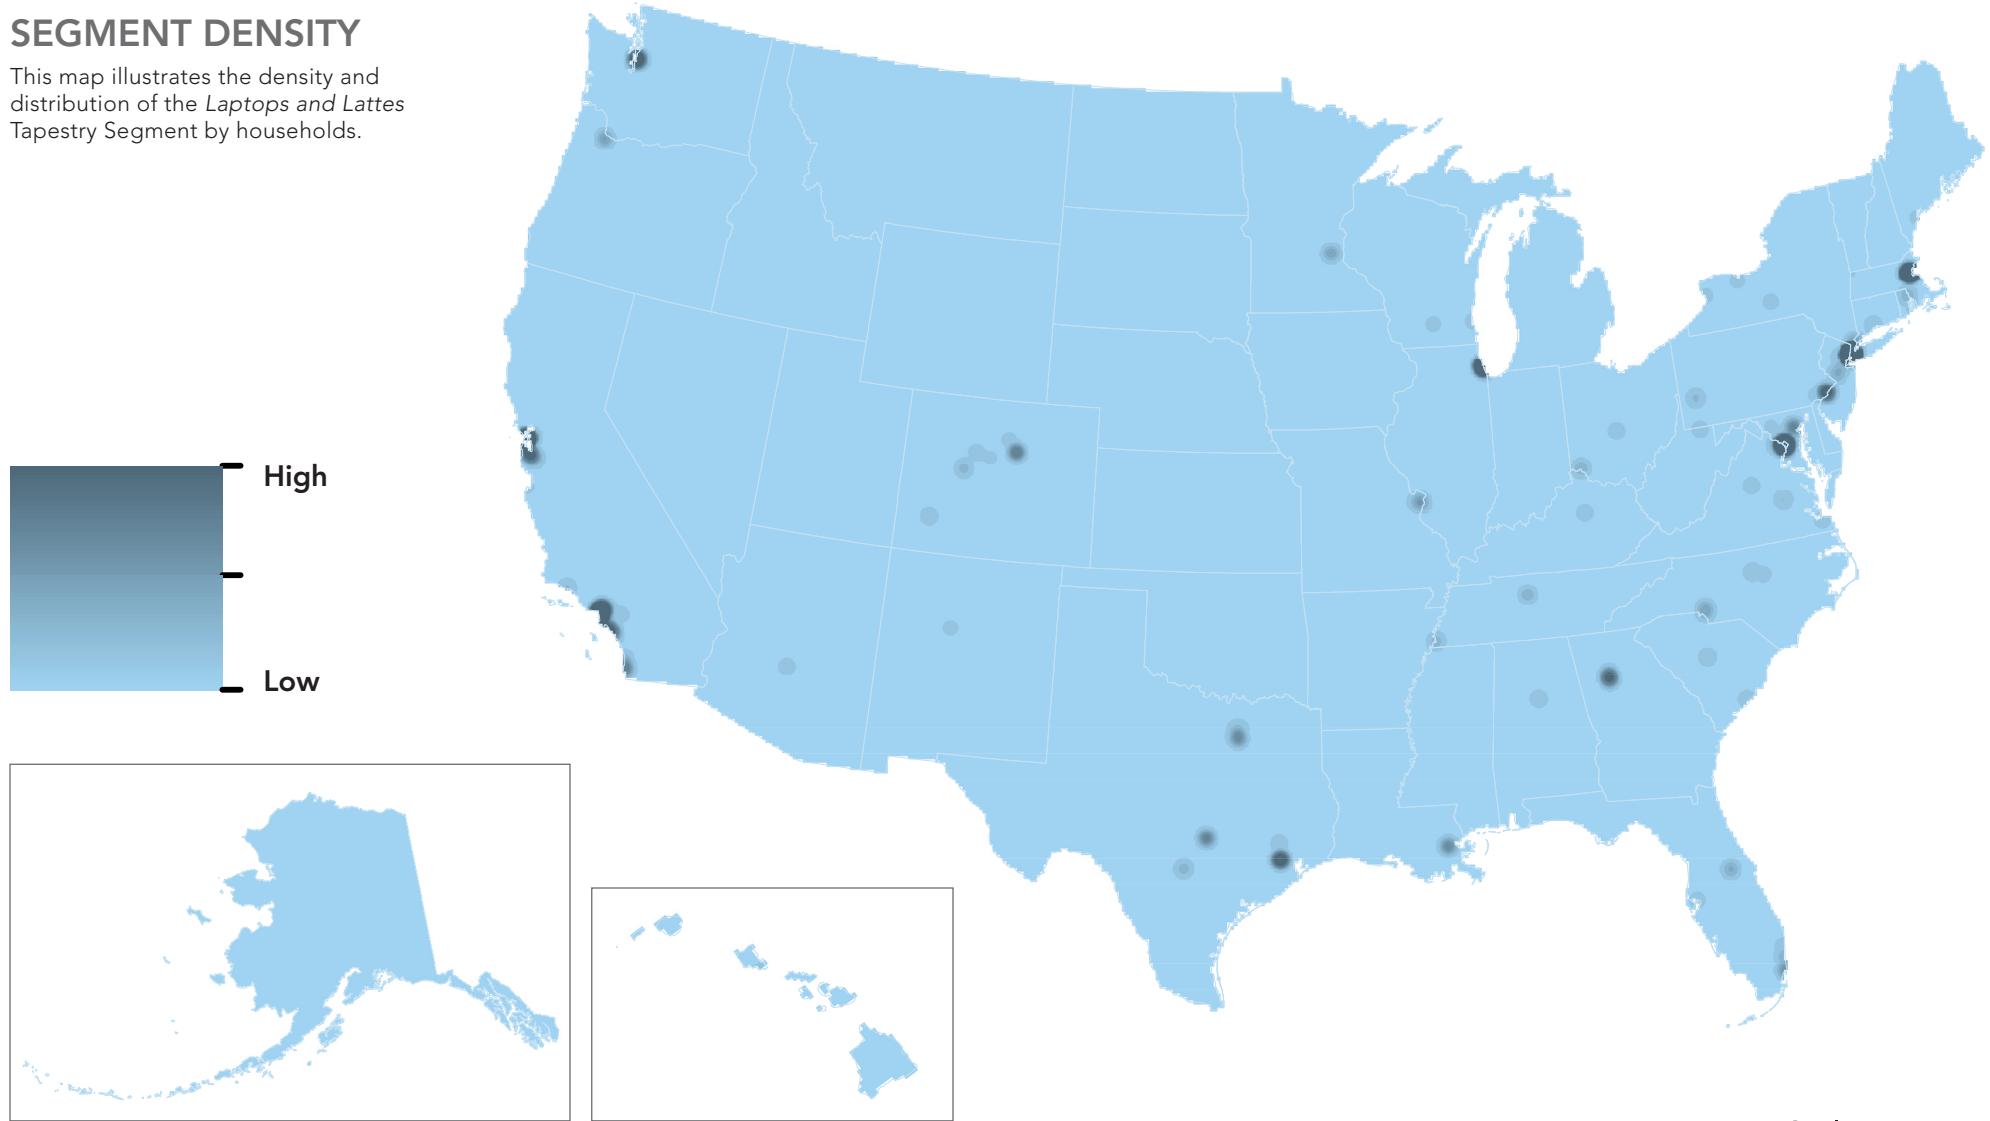 SEGMENT DENSITY
This map illustrates the density and
distribution of the Laptops and Lattes
Tapestry Segment by households.
High
Low